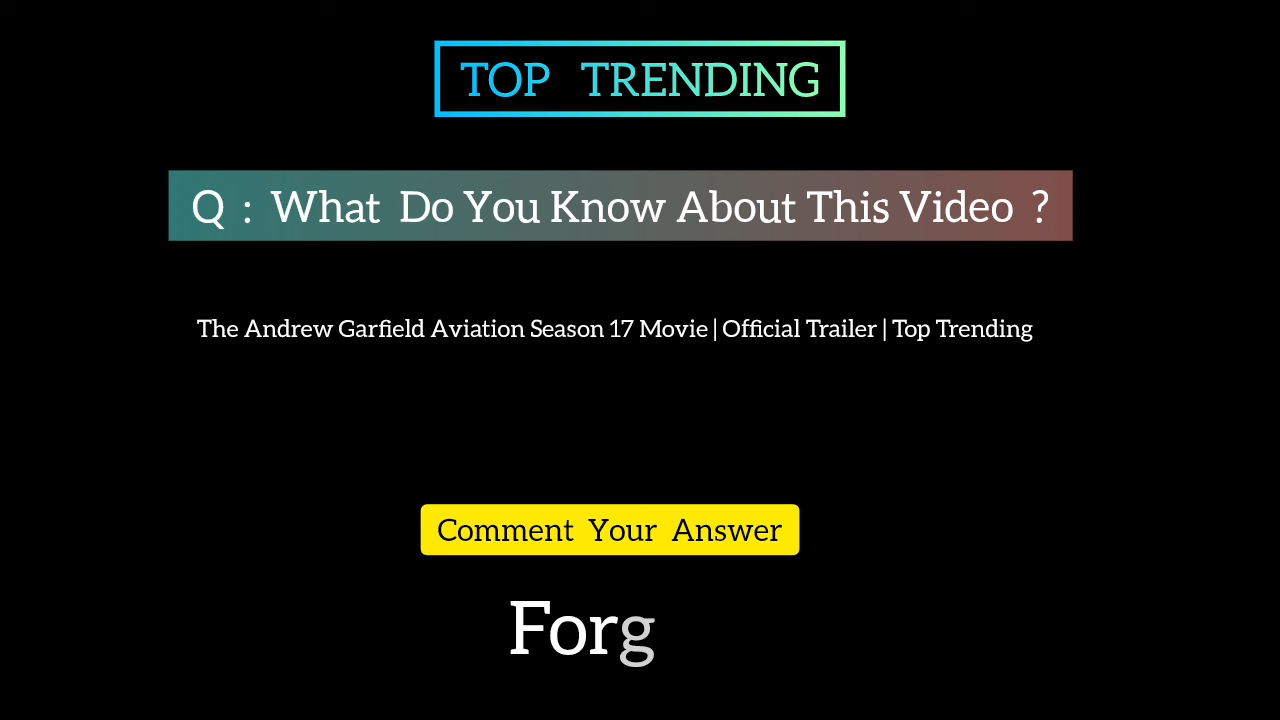 TOP TRENDING
Q : What Do You Know About This Video ?
The Andrew Garfield Aviation Season 17 Movie | Official Trailer | Top Trending
Comment Your Answer
Forg